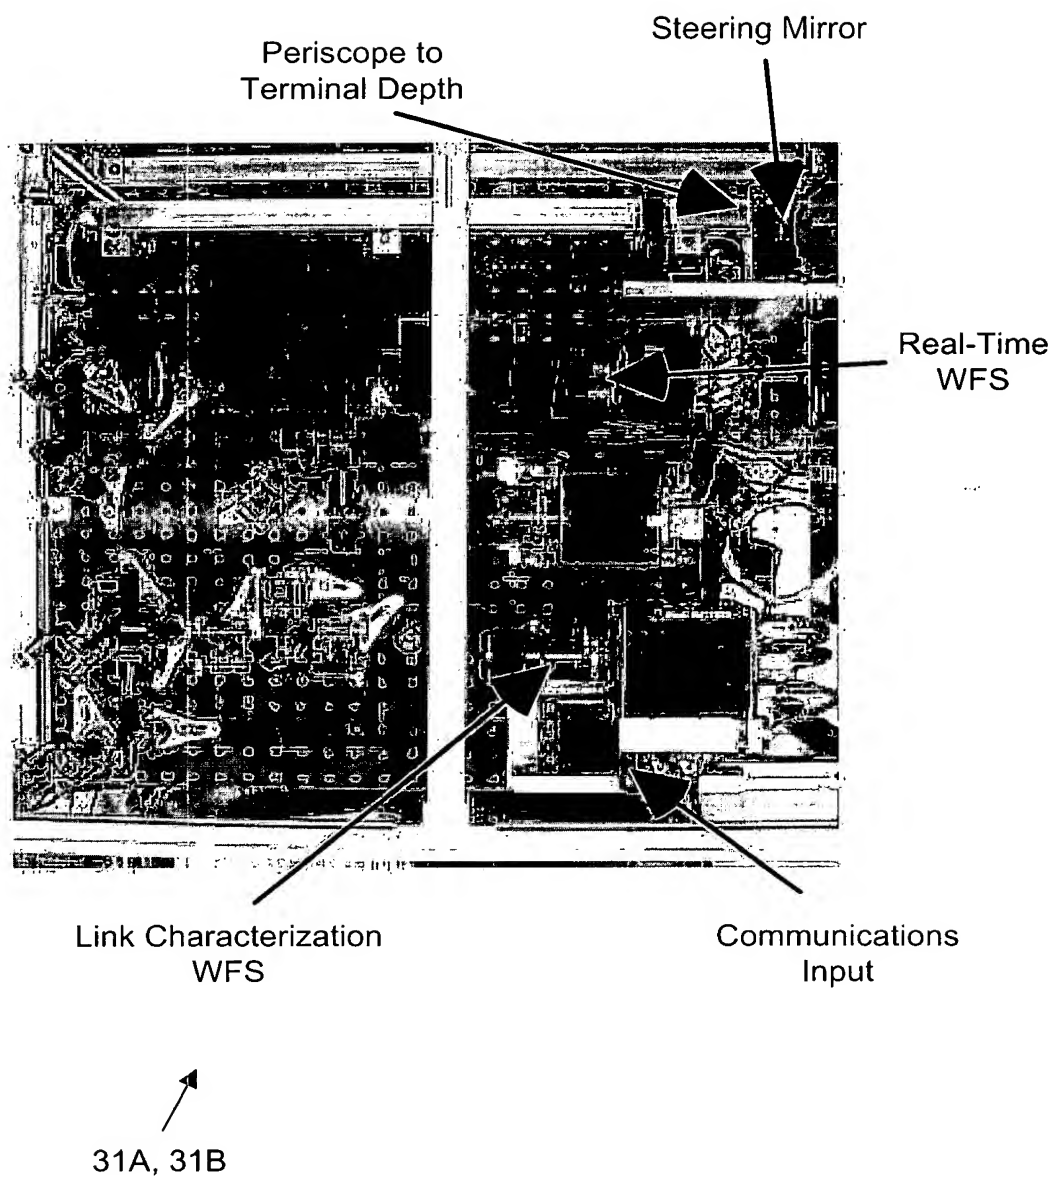 Steering Mirror
Periscope to
Terminal Depth
Real-Time
WFS
Link Characterization
WFS
Communications
Input
31A, 31B